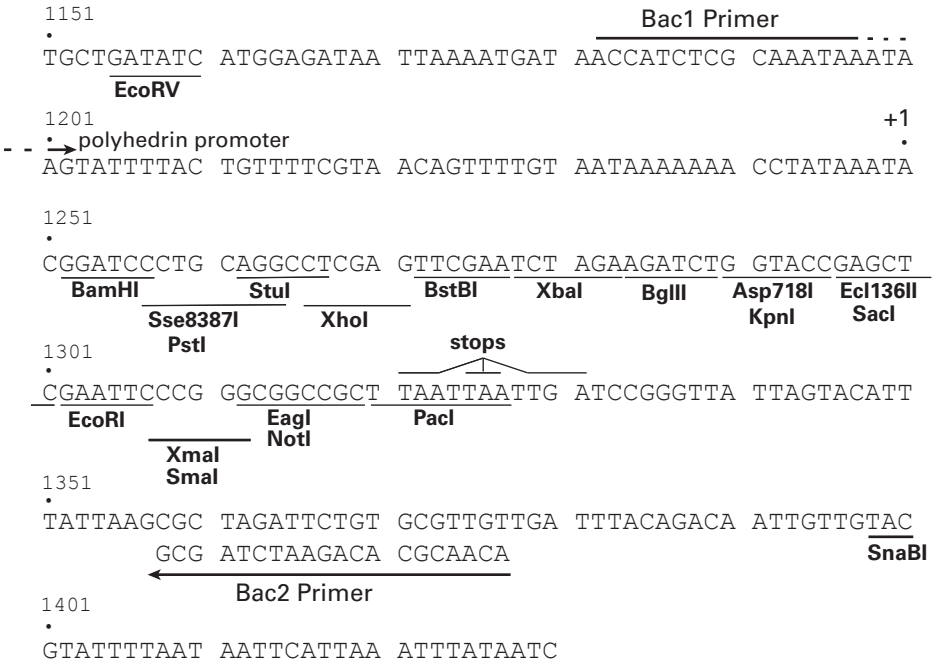 1151
Bac1 Primer
TGCTGATATC ATGGAGATAA TTAAAATGAT AACCATCTCG CAAATAAATA
EcoRV
1201
polyhedrin promoter
+1
AGTATTTTAC TGTTTTCGTA ACAGTTTTGT AATAAAAAAA CCTATAAATA
1251
CGGATCCCTG CAGGCCTCGA GTTCGAATCT AGAAGATCTG GTACCGAGCT
BamHI StuI BstBI XbaI BglII Asp718I Ecl136II
Sse8387I XhoI KpnI SacI
PstI
1301
stops
CGAATTCCCG GGCGGCCGCT TAATTAATTG ATCCGGGTTA TTAGTACATT
EcoRI EagI PacI
NotI
XmaI
SmaI
1351
TATTAAGCGC TAGATTCTGT GCGTTGTTGA TTTACAGACA ATTGTTGTAC
GCG ATCTAAGACA CGCAACA
SnaBI
Bac2 Primer
1401
GTATTTTAAT AATTCATTAA ATTTATAATC